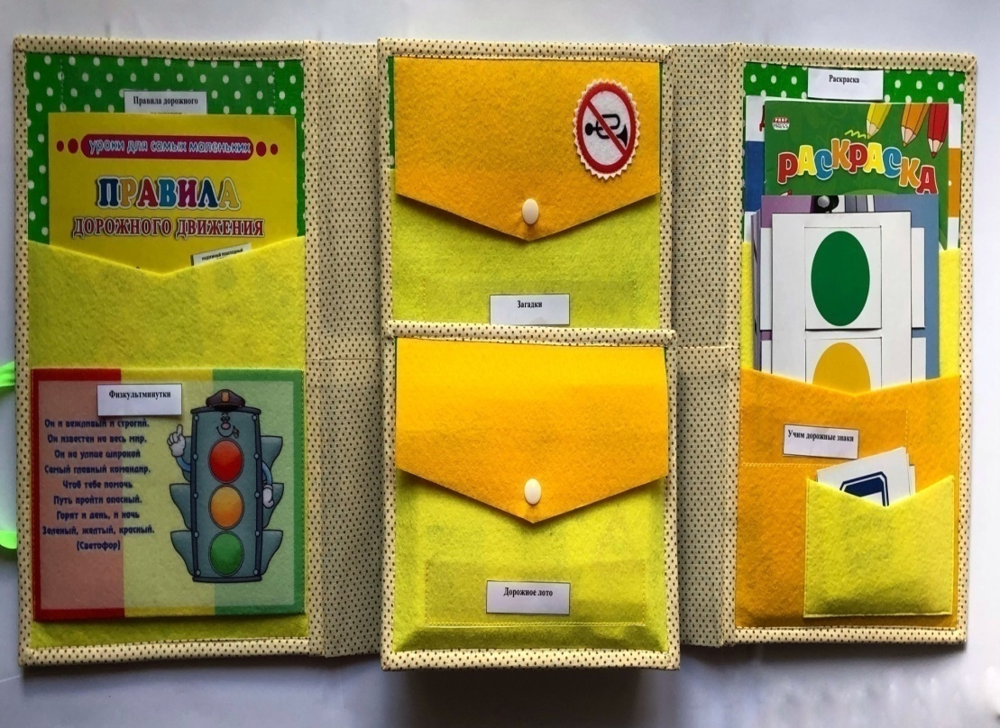 Правила дорожного
уроки для самых маленьких
ПРАВИЛА
ДОРОЖНОГО ДВИЖЕНИЯ
Физкультминутки
Он и вежливый и строгий.
Он известен на весь мир.
Он на улице широкой
Самый главный командир.
Чтоб тебе помочь
Путь пройти опасный.
Горят и день, и ночь
Зеленый, желтый, красный.
(Светофор)
Загадки
Дорожное лото
Раскраска
РАСКРАСКА
Учим дорожные знаки